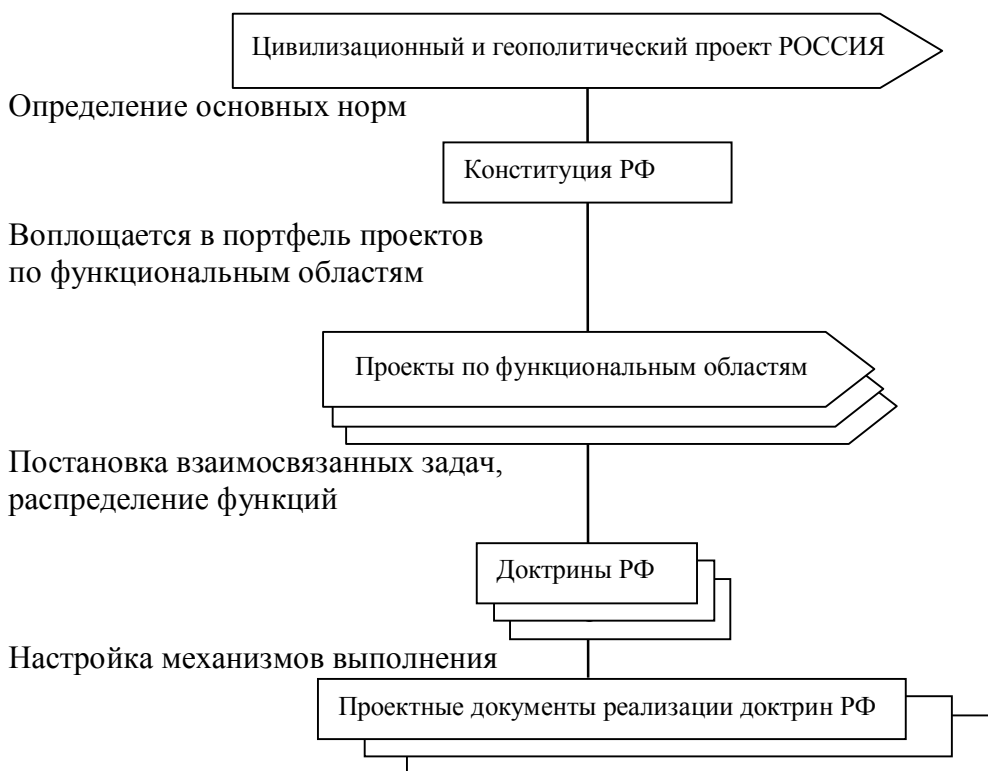 Цивилизационный и геополитический проект РОССИЯ
Определение основных норм
Конституция РФ
Воплощается в портфель проектов
по функциональным областям
Проекты по функциональным областям
Постановка взаимосвязанных задач,
распределение функций
Доктрины РФ
Настройка механизмов выполнения
Проектные документы реализации доктрин РФ